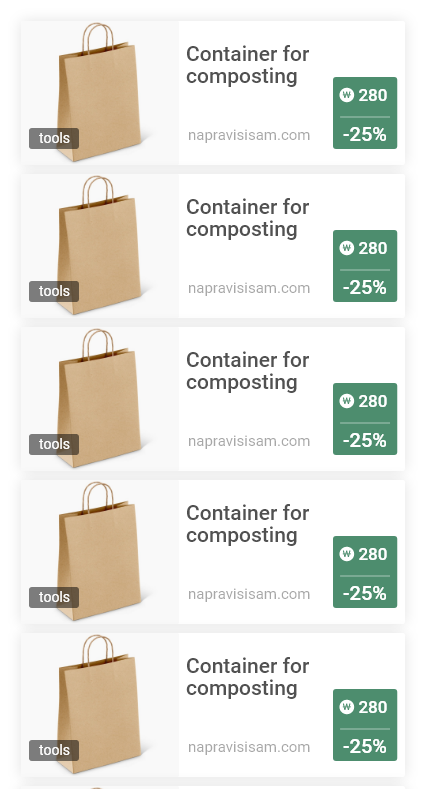 Container for
composting
₩ 280
tools
napravisisam.com
-25%
Container for
composting
₩ 280
tools
napravisisam.com
-25%
Container for
composting
₩ 280
tools
napravisisam.com
-25%
Container for
composting
₩ 280
tools
napravisisam.com
-25%
Container for
composting
₩ 280
tools
napravisisam.com
-25%